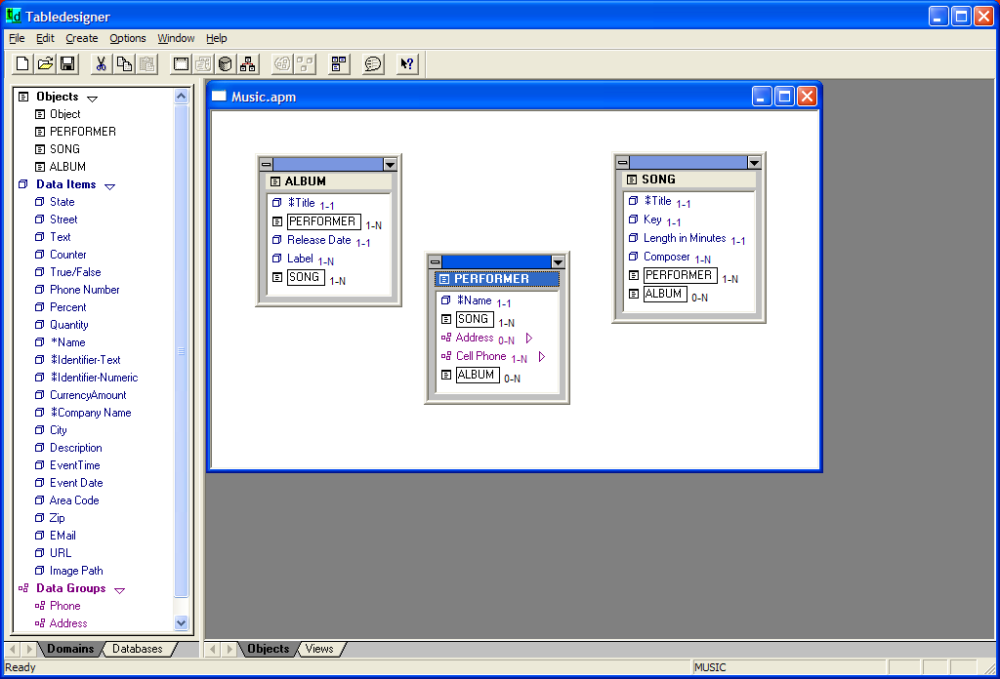 td Tabledesigner
File Edit Create Options Window Help
Objects
Object
PERFORMER
SONG
ALBUM
Data Items
State
Street
Text
Counter
True/False
Phone Number
Percent
Quantity
*Name
*Identifier-Text
*Identifier-Numeric
CurrencyAmount
*Company Name
City
Description
EventTime
Event Date
Area Code
Zip
EMail
URL
Image Path
Data Groups
Phone
Address
Domains Databases
Music.apm
ALBUM
*Title 1-1
PERFORMER 1-N
Release Date 1-1
Label 1-N
SONG 1-N
PERFORMER
*Name 1-1
SONG 1-N
Address 0-N
Cell Phone 1-N
ALBUM 0-N
SONG
*Title 1-1
Key 1-1
Length in Minutes 1-1
Composer 1-N
PERFORMER 1-N
ALBUM 0-N
Objects Views
Ready MUSIC